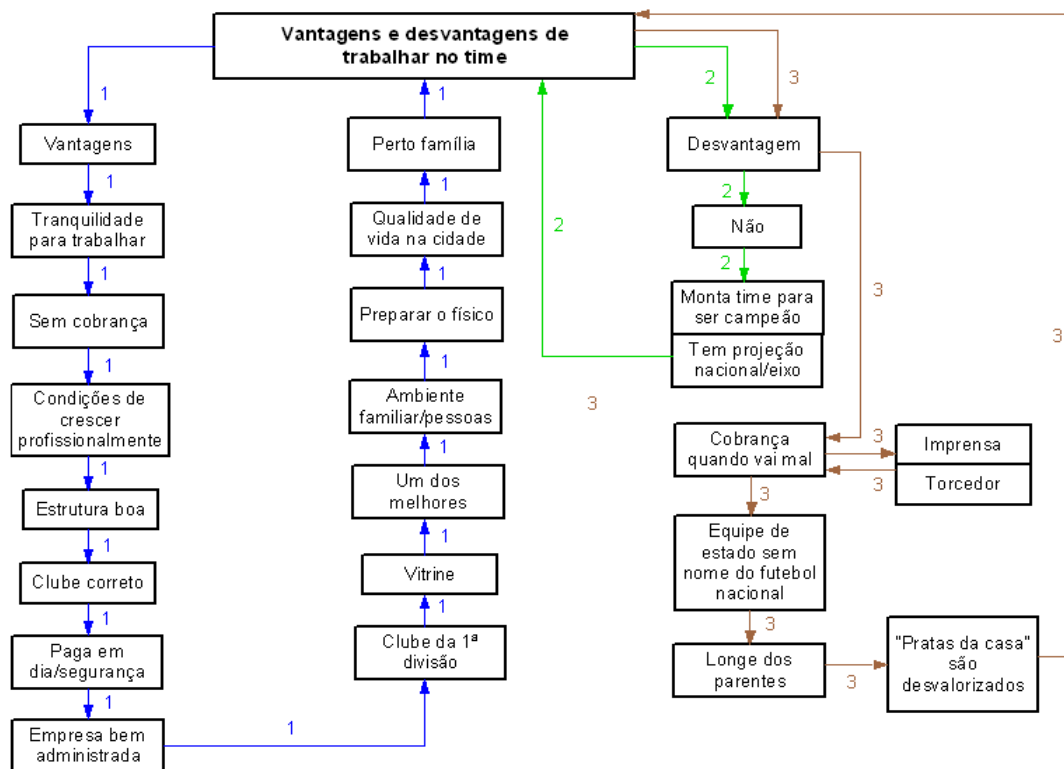 Vantagens e desvantagens de
trabalhar no time
1
Vantagens
1
Tranquilidade
para trabalhar
1
Sem cobrança
1
Condições de
crescer
profissionalmente
1
Estrutura boa
1
Clube correto
1
Paga em
dia/segurança
1
Empresa bem
administrada
1
Clube da 1ª
divisão
1
Vitrine
1
Um dos
melhores
1
Ambiente
familiar/pessoas
1
Preparar o físico
1
Qualidade de
vida na cidade
1
Perto família
1
2
3
Desvantagem
2
Não
2
Monta time para
ser campeão
Tem projeção
nacional/eixo
2
3
3
Cobrança
quando vai mal
3
Imprensa
Torcedor
3
3
Equipe de
estado sem
nome do futebol
nacional
3
Longe dos
parentes
3
"Pratas da casa"
são
desvalorizados
3